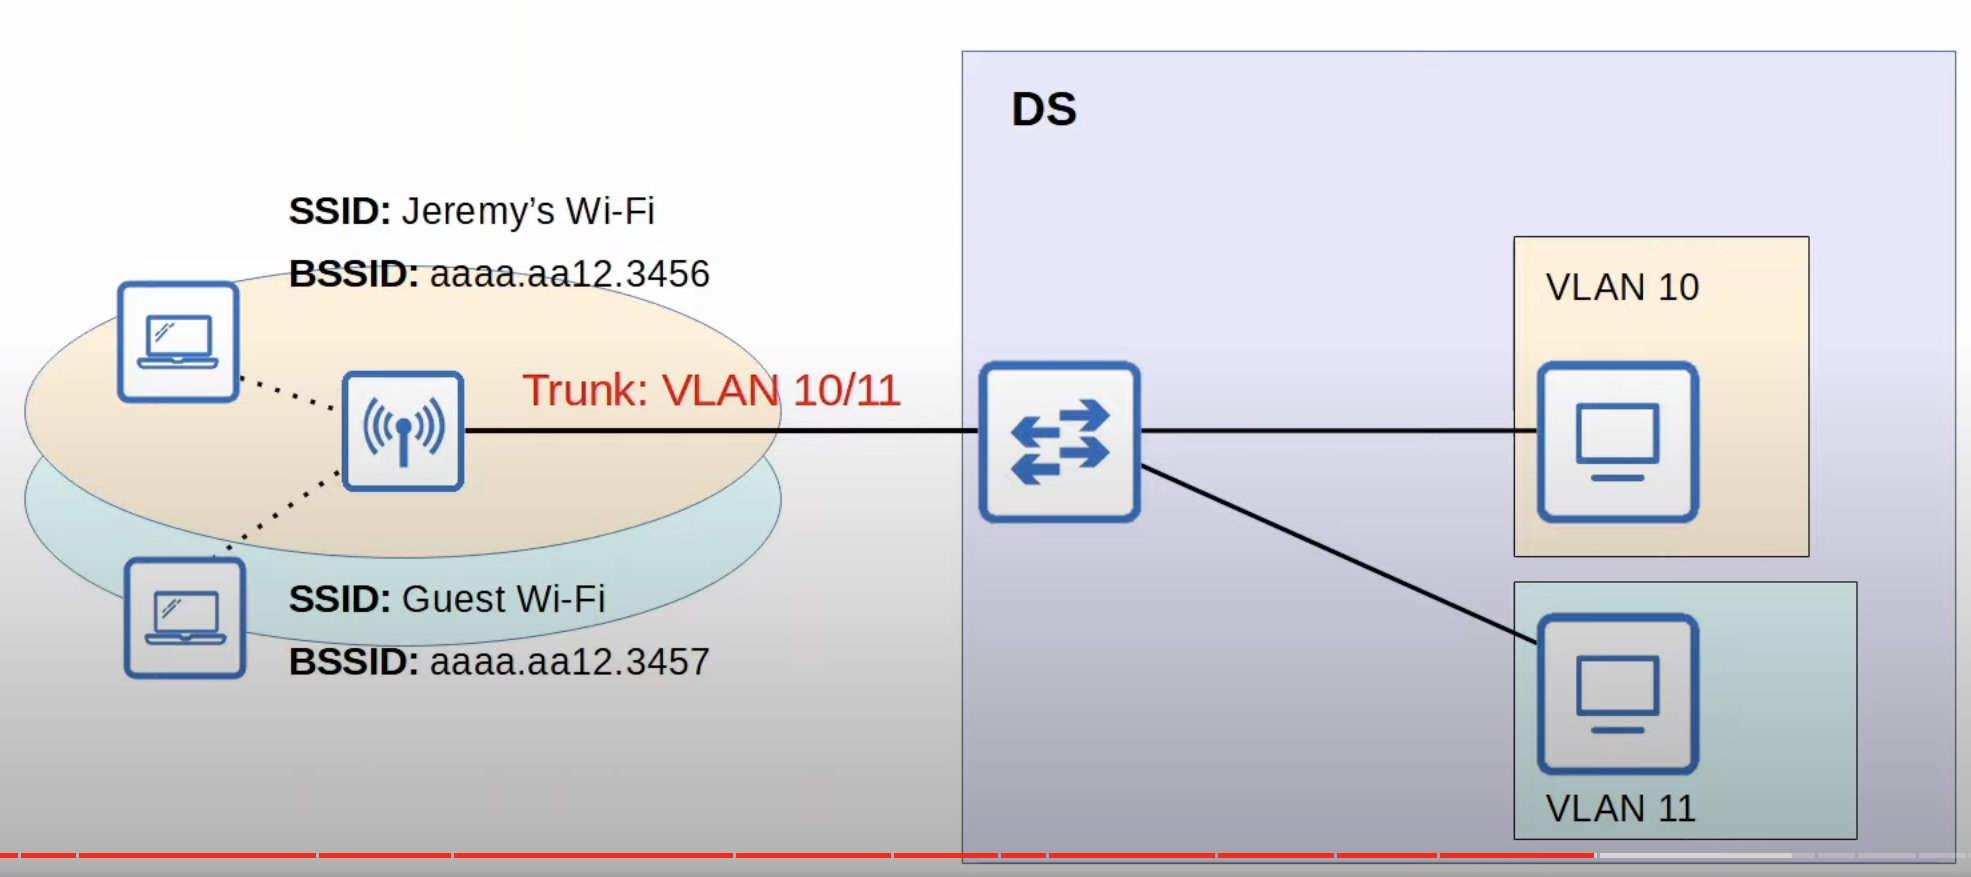 DS
SSID: Jeremy’s Wi-Fi
BSSID: aaaa.aa12.3456
Trunk: VLAN 10/11
VLAN 10
SSID: Guest Wi-Fi
BSSID: aaaa.aa12.3457
VLAN 11